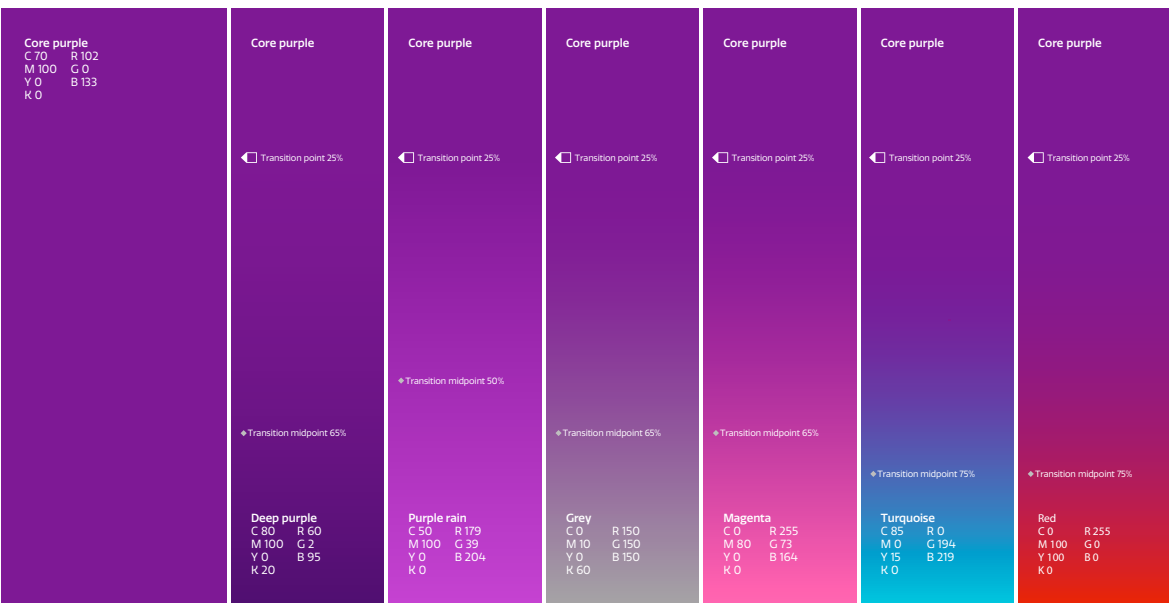 Core purple
C 70 R 102
M 100 G 0
Y 0 B 133
K 0
Core purple
Transition point 25%
Transition midpoint 65%
Deep purple
C 80 R 60
M 100 G 2
Y 0 B 95
K 20
Core purple
Transition point 25%
Transition midpoint 50%
Purple rain
C 50 R 179
M 100 G 39
Y 0 B 204
K 0
Core purple
Transition point 25%
Transition midpoint 65%
Grey
C 0 R 150
M 10 G 150
Y 0 B 150
K 60
Core purple
Transition point 25%
Transition midpoint 65%
Magenta
C 0 R 255
M 80 G 73
Y 0 B 164
K 0
Core purple
Transition point 25%
Transition midpoint 75%
Turquoise
C 85 R 0
M 0 G 194
Y 15 B 219
K 0
Core purple
Transition point 25%
Transition midpoint 75%
Red
C 0 R 255
M 100 G 0
Y 100 B 0
K 0